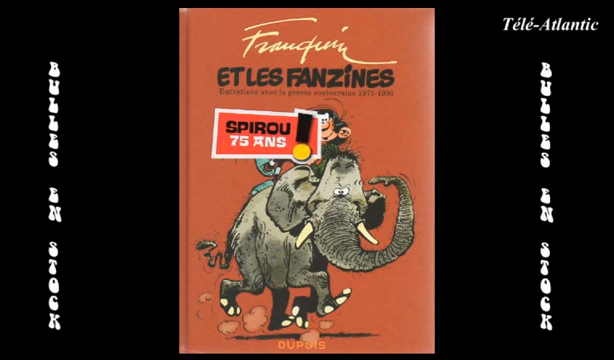 Télé-Atlantic
Franquin
ET LES FANZINES
Entretiens avec la presse souterraine 1971-1996
SPIROU !
75 ANS
DUPUIS
BULLES EN STOCK
BULLES EN STOCK